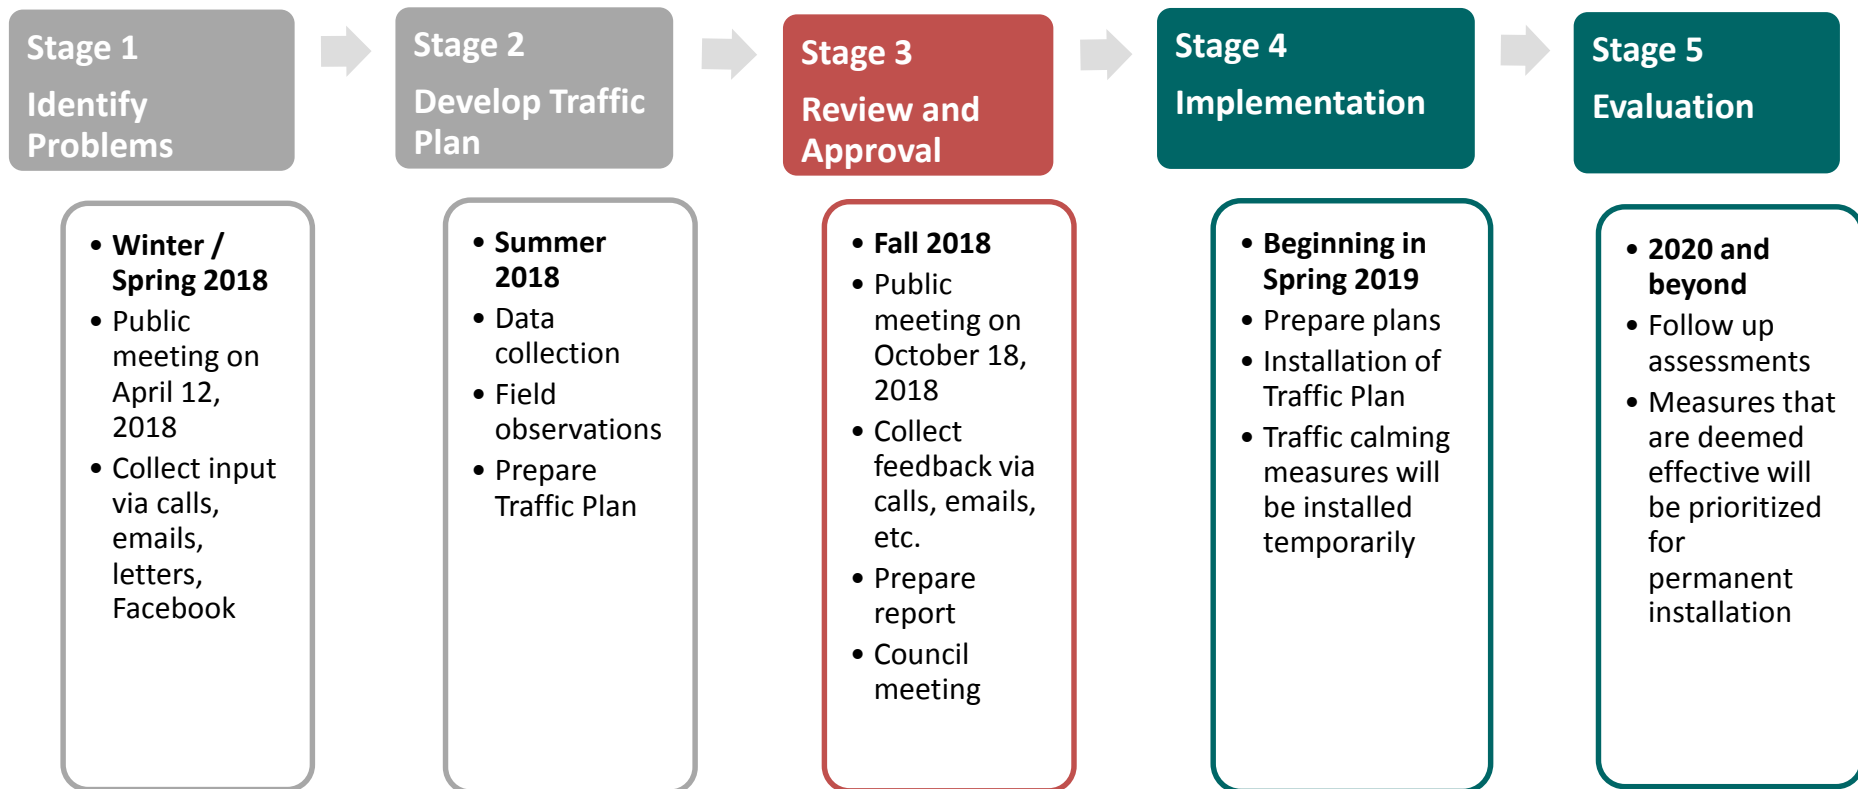 Stage 1
Identify
Problems
• Winter /
Spring 2018
• Public
meeting on
April 12,
2018
• Collect input
via calls,
emails,
letters,
Facebook
Stage 2
Develop Traffic
Plan
• Summer
2018
• Data
collection
• Field
observations
• Prepare
Traffic Plan
Stage 3
Review and
Approval
• Fall 2018
• Public
meeting on
October 18,
2018
• Collect
feedback via
calls, emails,
etc.
• Prepare
report
• Council
meeting
Stage 4
Implementation
• Beginning in
Spring 2019
• Prepare plans
• Installation of
Traffic Plan
• Traffic calming
measures will
be installed
temporarily
Stage 5
Evaluation
• 2020 and
beyond
• Follow up
assessments
• Measures that
are deemed
effective will
be prioritized
for
permanent
installation